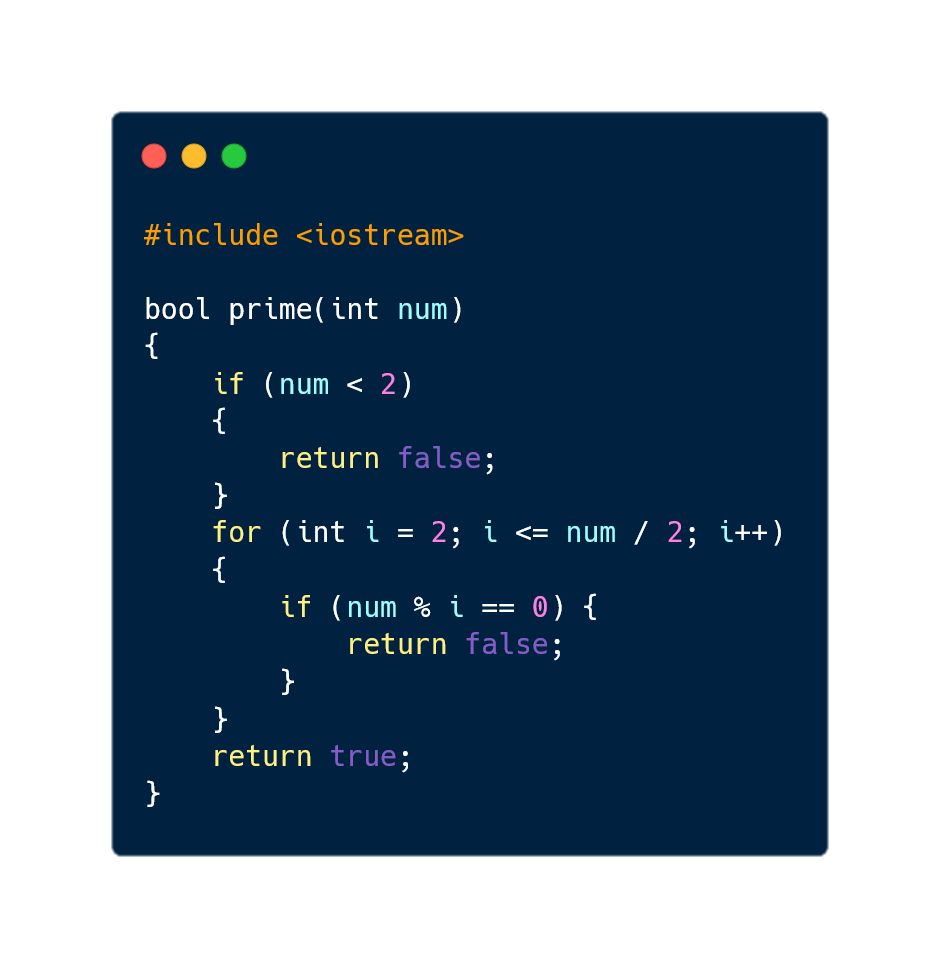 #include <iostream>

bool prime(int num)
{
    if (num < 2)
    {
        return false;
    }
    for (int i = 2; i <= num / 2; i++)
    {
        if (num % i == 0) {
            return false;
        }
    }
    return true;
}